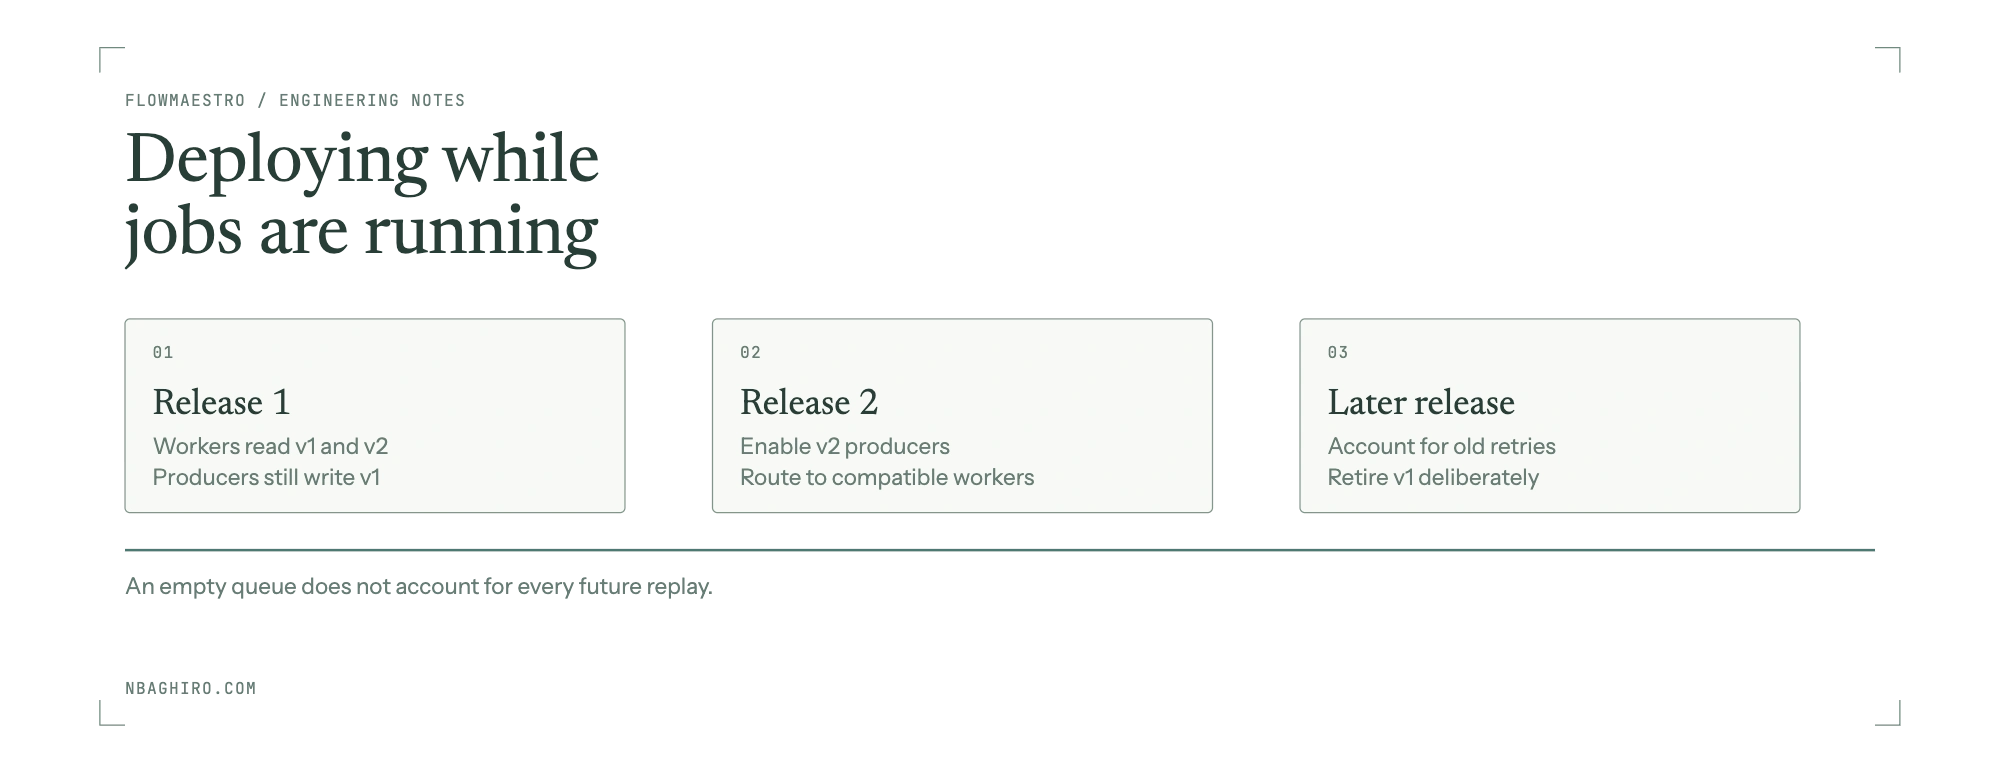 FLOWMAESTRO / ENGINEERING NOTES
Deploying while
jobs are running
01
Release 1
Workers read v1 and v2
Producers still write v1
02
Release 2
Enable v2 producers
Route to compatible workers
03
Later release
Account for old retries
Retire v1 deliberately
An empty queue does not account for every future replay.
NBAGHIRO.COM